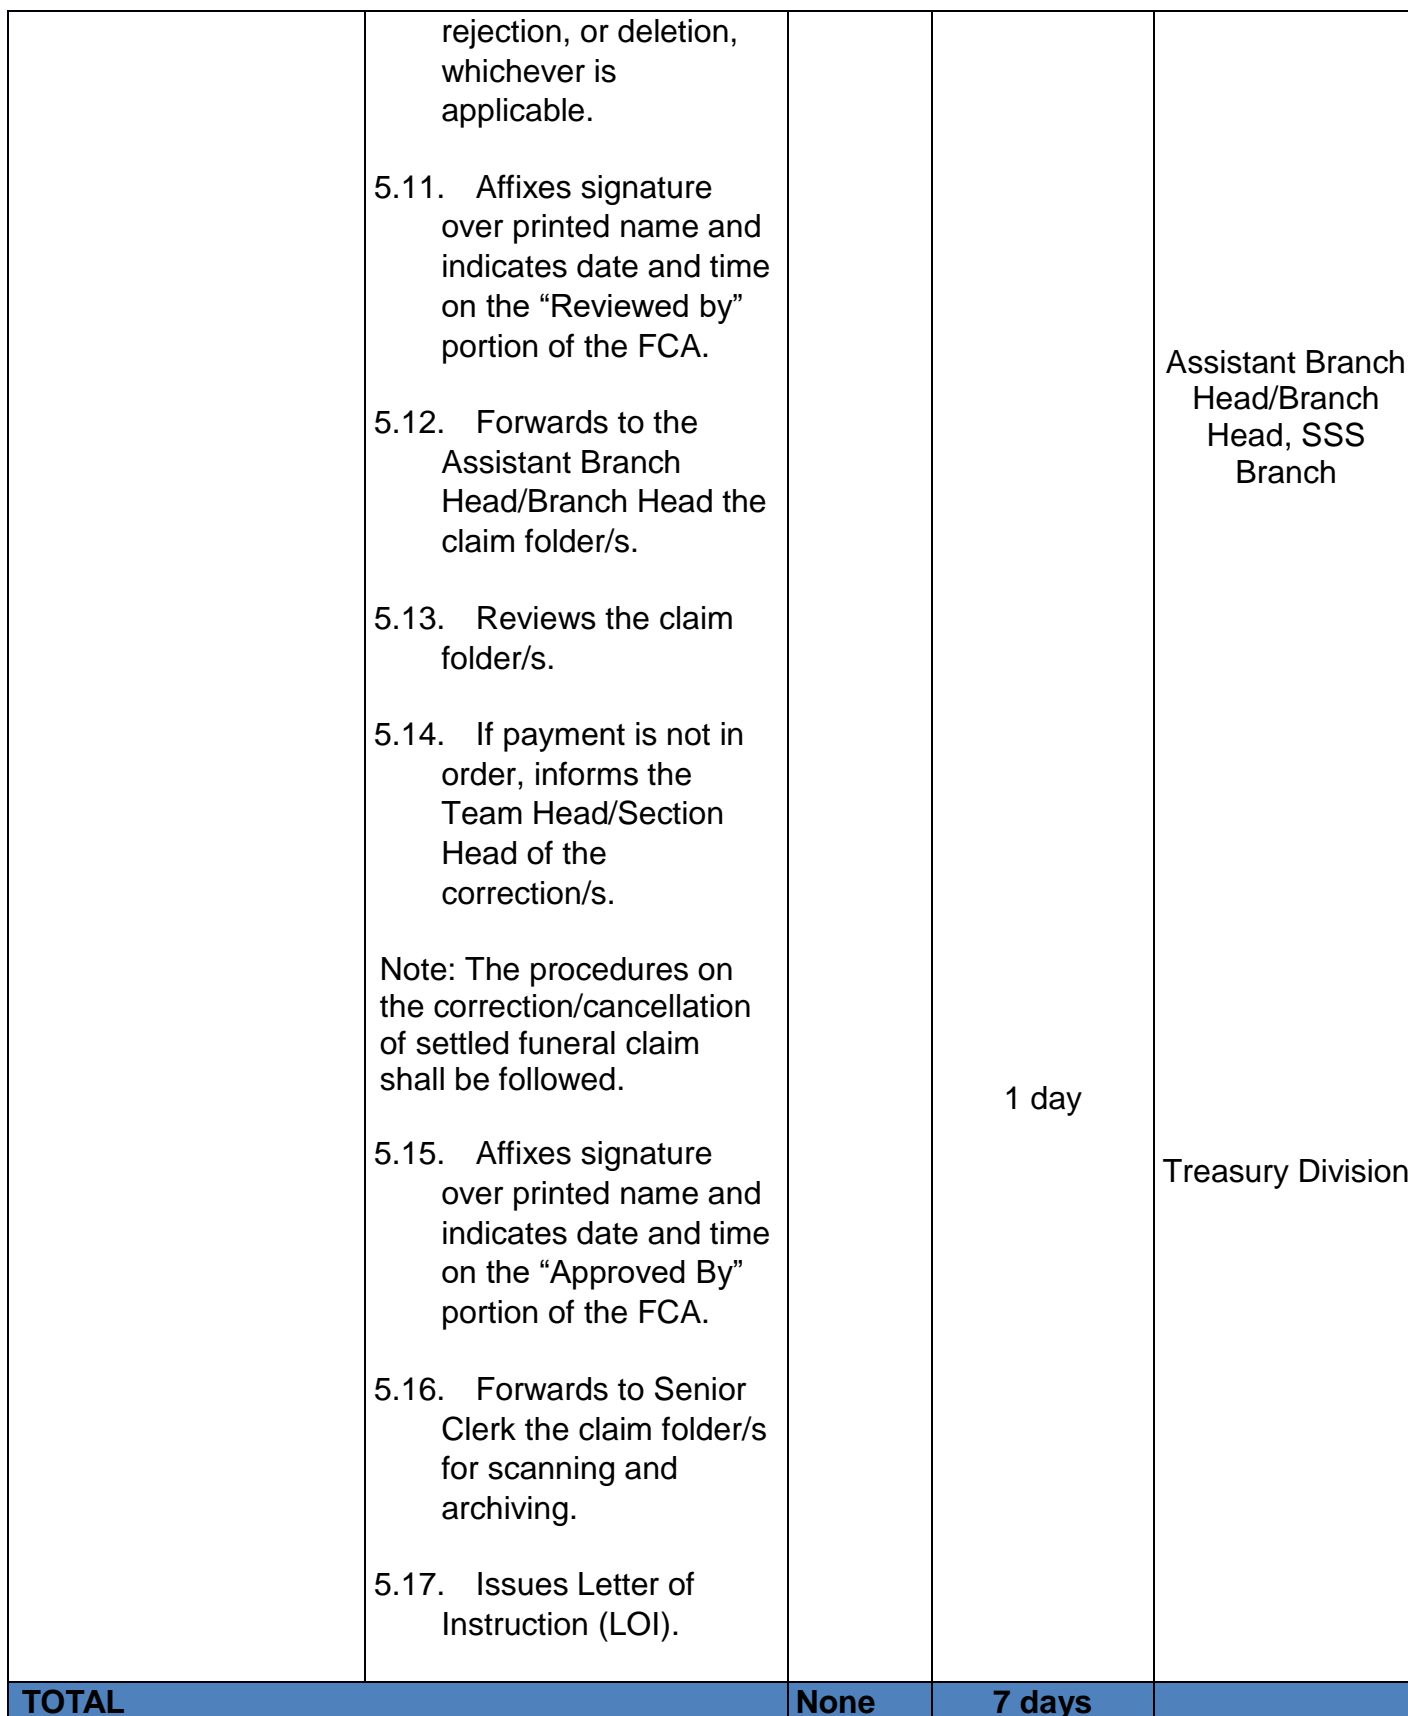 rejection, or deletion,
whichever is
applicable.
5.11. Affixes signature
over printed name and
indicates date and time
on the “Reviewed by”
portion of the FCA.
5.12. Forwards to the
Assistant Branch
Head/Branch Head the
claim folder/s.
5.13. Reviews the claim
folder/s.
5.14. If payment is not in
order, informs the
Team Head/Section
Head of the
correction/s.
Note: The procedures on
the correction/cancellation
of settled funeral claim
shall be followed.
5.15. Affixes signature
over printed name and
indicates date and time
on the “Approved By”
portion of the FCA.
5.16. Forwards to Senior
Clerk the claim folder/s
for scanning and
archiving.
5.17. Issues Letter of
Instruction (LOI).
1 day
Assistant Branch
Head/Branch
Head, SSS
Branch
Treasury Division
TOTAL None 7 days